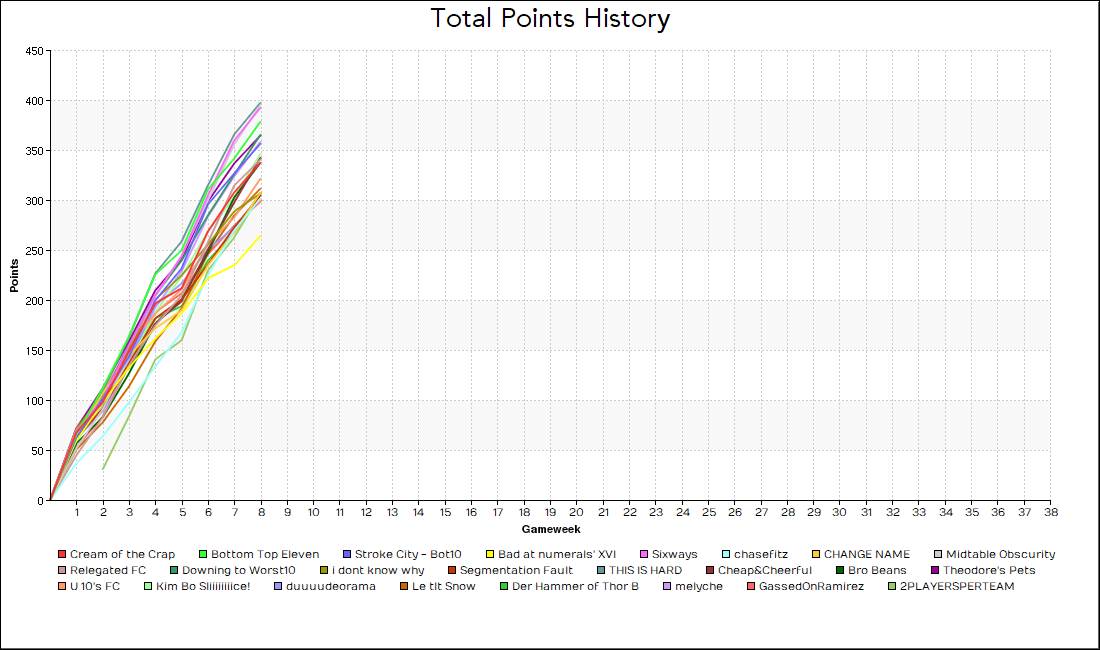 Total Points History
450
400
350
300
250
200
150
100
50
0
Points
1 2 3 4 5 6 7 8 9 10 11 12 13 14 15 16 17 18 19 20 21 22 23 24 25 26 27 28 29 30 31 32 33 34 35 36 37 38
Gameweek
Cream of the Crap Bottom Top Eleven Stroke City - Bot10 Bad at numerals' XVI Sixways chasefitz CHANGE NAME Midtable Obscurity
Relegated FC Downing to Worst10 i dont know why Segmentation Fault THIS IS HARD Cheap&Cheerful Bro Beans Theodore's Pets
U10's FC Kim Bo Sliiiiiiiice! duuuudeorama Le tIt Snow Der Hammer of Thor B melyche GassedOnRamirez 2PLAYERSPERTEAM